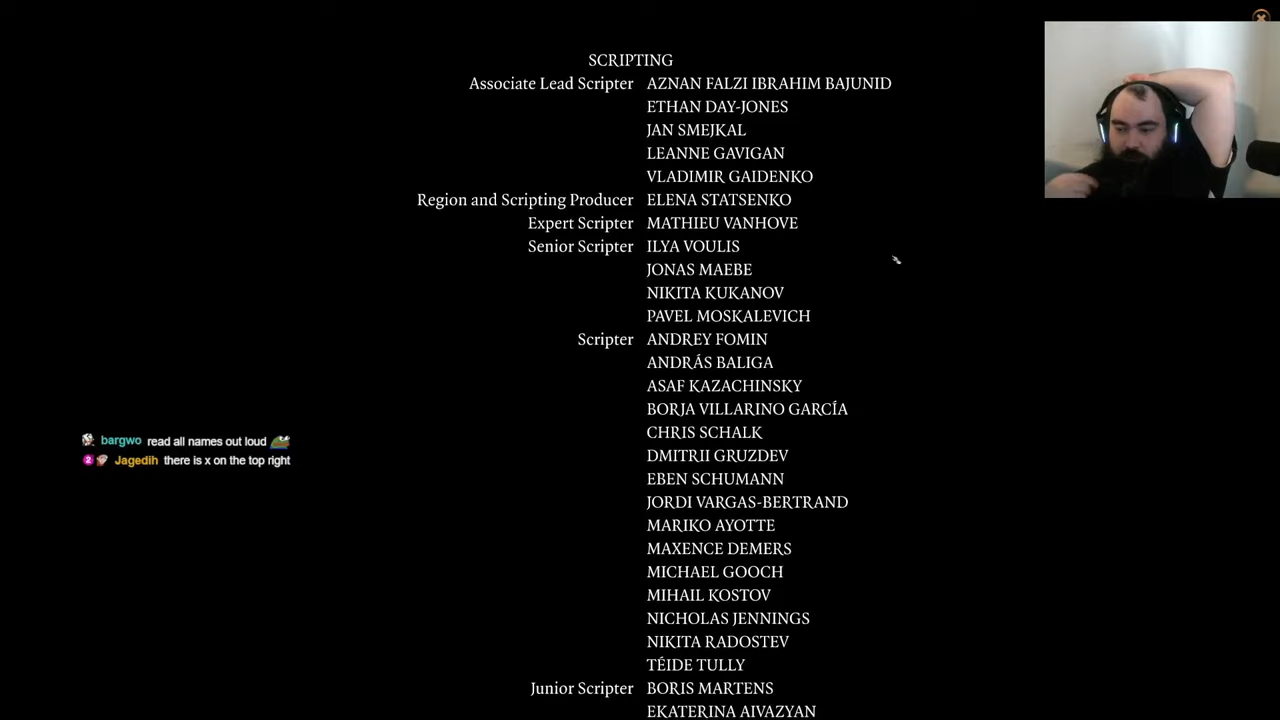 SCRIPTING
Associate Lead Scripter AZNAN FALZI IBRAHIM BAJUNID
ETHAN DAY-JONES
JAN SMEJKAL
LEANNE GAVIGAN
VLADIMIR GAIDENKO
Region and Scripting Producer ELENA STATSENKO
Expert Scripter MATHIEU VANHOVE
Senior Scripter ILYA VOULIS
JONAS MAEBE
NIKITA KUKANOV
PAVEL MOSKALEVICH
Scripter ANDREY FOMIN
ANDRÁS BALIGA
ASAF KAZACHINSKY
BORJA VILLARINO GARCÍA
CHRIS SCHALK
DMITRII GRUZDEV
EBEN SCHUMANN
JORDI VARGAS-BERTRAND
MARIKO AYOTTE
MAXENCE DEMERS
MICHAEL GOOCH
MIHAIL KOSTOV
NICHOLAS JENNINGS
NIKITA RADOSTEV
TÉIDE TULLY
Junior Scripter BORIS MARTENS
EKATERINA AIVAZYAN
bargwo read all names out loud
2 Jagedih there is x on the top right